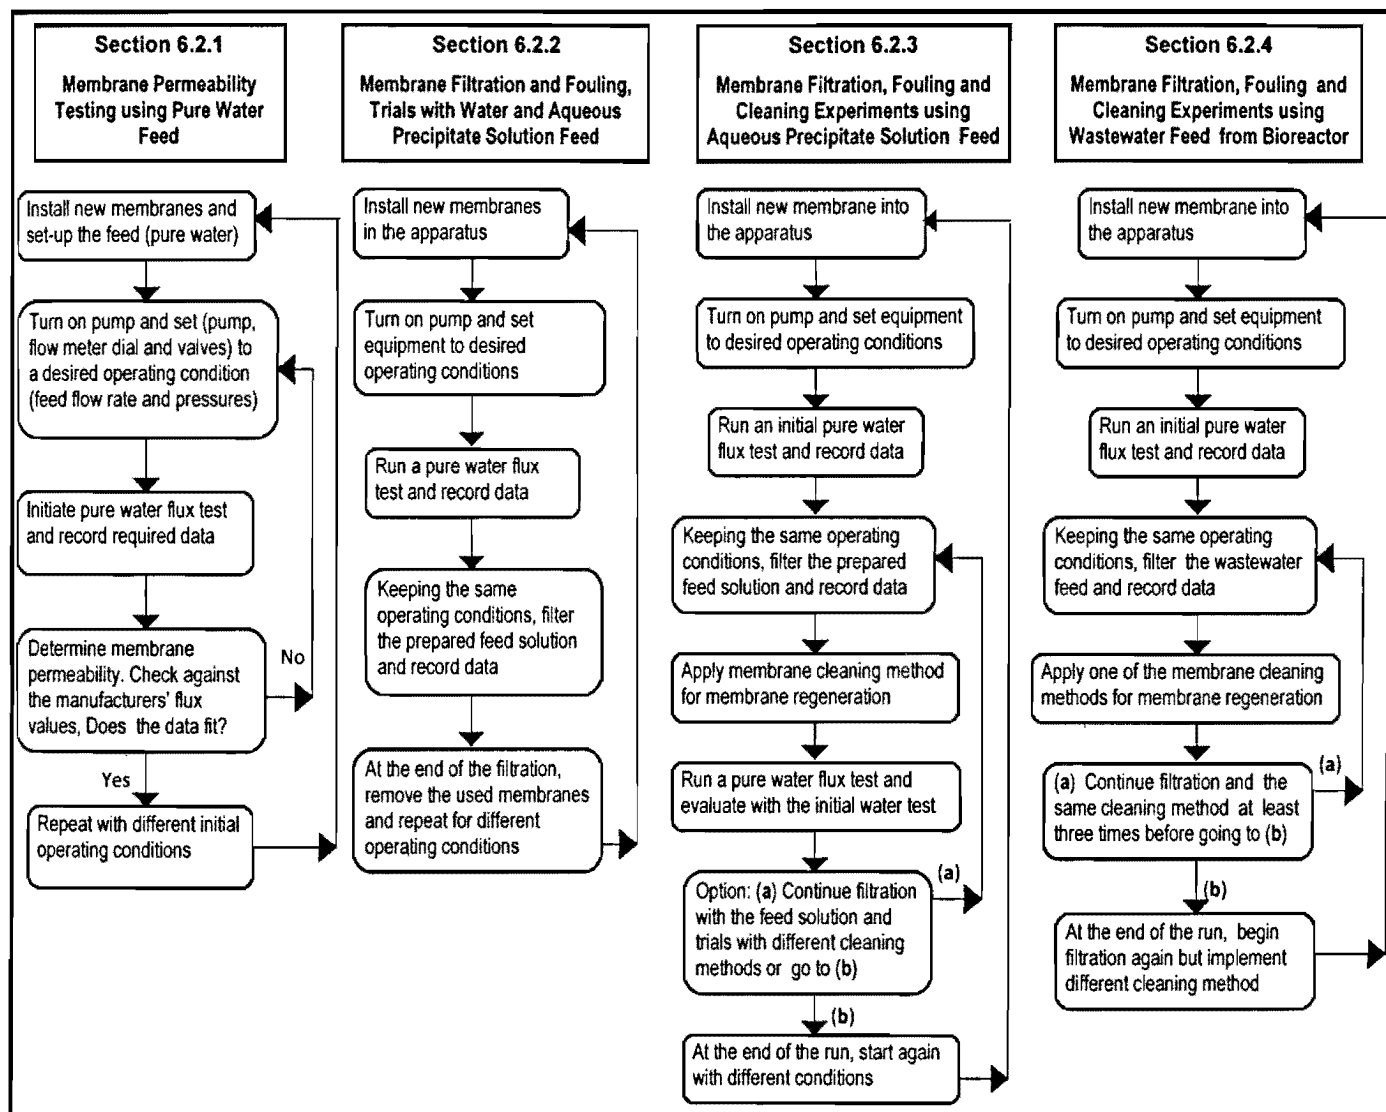 Section 6.2.1
Membrane Permeability
Testing using Pure Water
Feed
Install new membranes and
set-up the feed (pure water)
Turn on pump and set (pump,
flow meter dial and valves) to
a desired operating condition
(feed flow rate and pressures)
Initiate pure water flux test
and record required data
Determine membrane
permeability. Check against
the manufacturers' flux
values, Does the data fit?
No
Yes
Repeat with different initial
operating conditions
Section 6.2.2
Membrane Filtration and Fouling,
Trials with Water and Aqueous
Precipitate Solution Feed
Install new membranes
in the apparatus
Turn on pump and set
equipment to desired
operating conditions
Run a pure water flux
test and record data
Keeping the same
operating conditions, filter
the prepared feed solution
and record data
At the end of the filtration,
remove the used membranes
and repeat for different
operating conditions
Section 6.2.3
Membrane Filtration, Fouling and
Cleaning Experiments using
Aqueous Precipitate Solution Feed
Install new membrane into
the apparatus
Turn on pump and set equipment
to desired operating conditions
Run an initial pure water
flux test and record data
Keeping the same operating
conditions, filter the prepared
feed solution and record data
Apply membrane cleaning method
for membrane regeneration
Run a pure water flux test and
evaluate with the initial water test
Option: (a) Continue filtration
with the feed solution and
trials with different cleaning
methods or go to (b)
(a)
(b)
At the end of the run, start again
with different conditions
Section 6.2.4
Membrane Filtration, Fouling and
Cleaning Experiments using
Wastewater Feed from Bioreactor
Install new membrane into
the apparatus
Turn on pump and set equipment
to desired operating conditions
Run an initial pure water
flux test and record data
Keeping the same operating
conditions, filter the wastewater
feed and record data
Apply one of the membrane cleaning
methods for membrane regeneration
(a) Continue filtration and the
same cleaning method at least
three times before going to (b)
(a)
(b)
At the end of the run, begin
filtration again but implement
different cleaning method